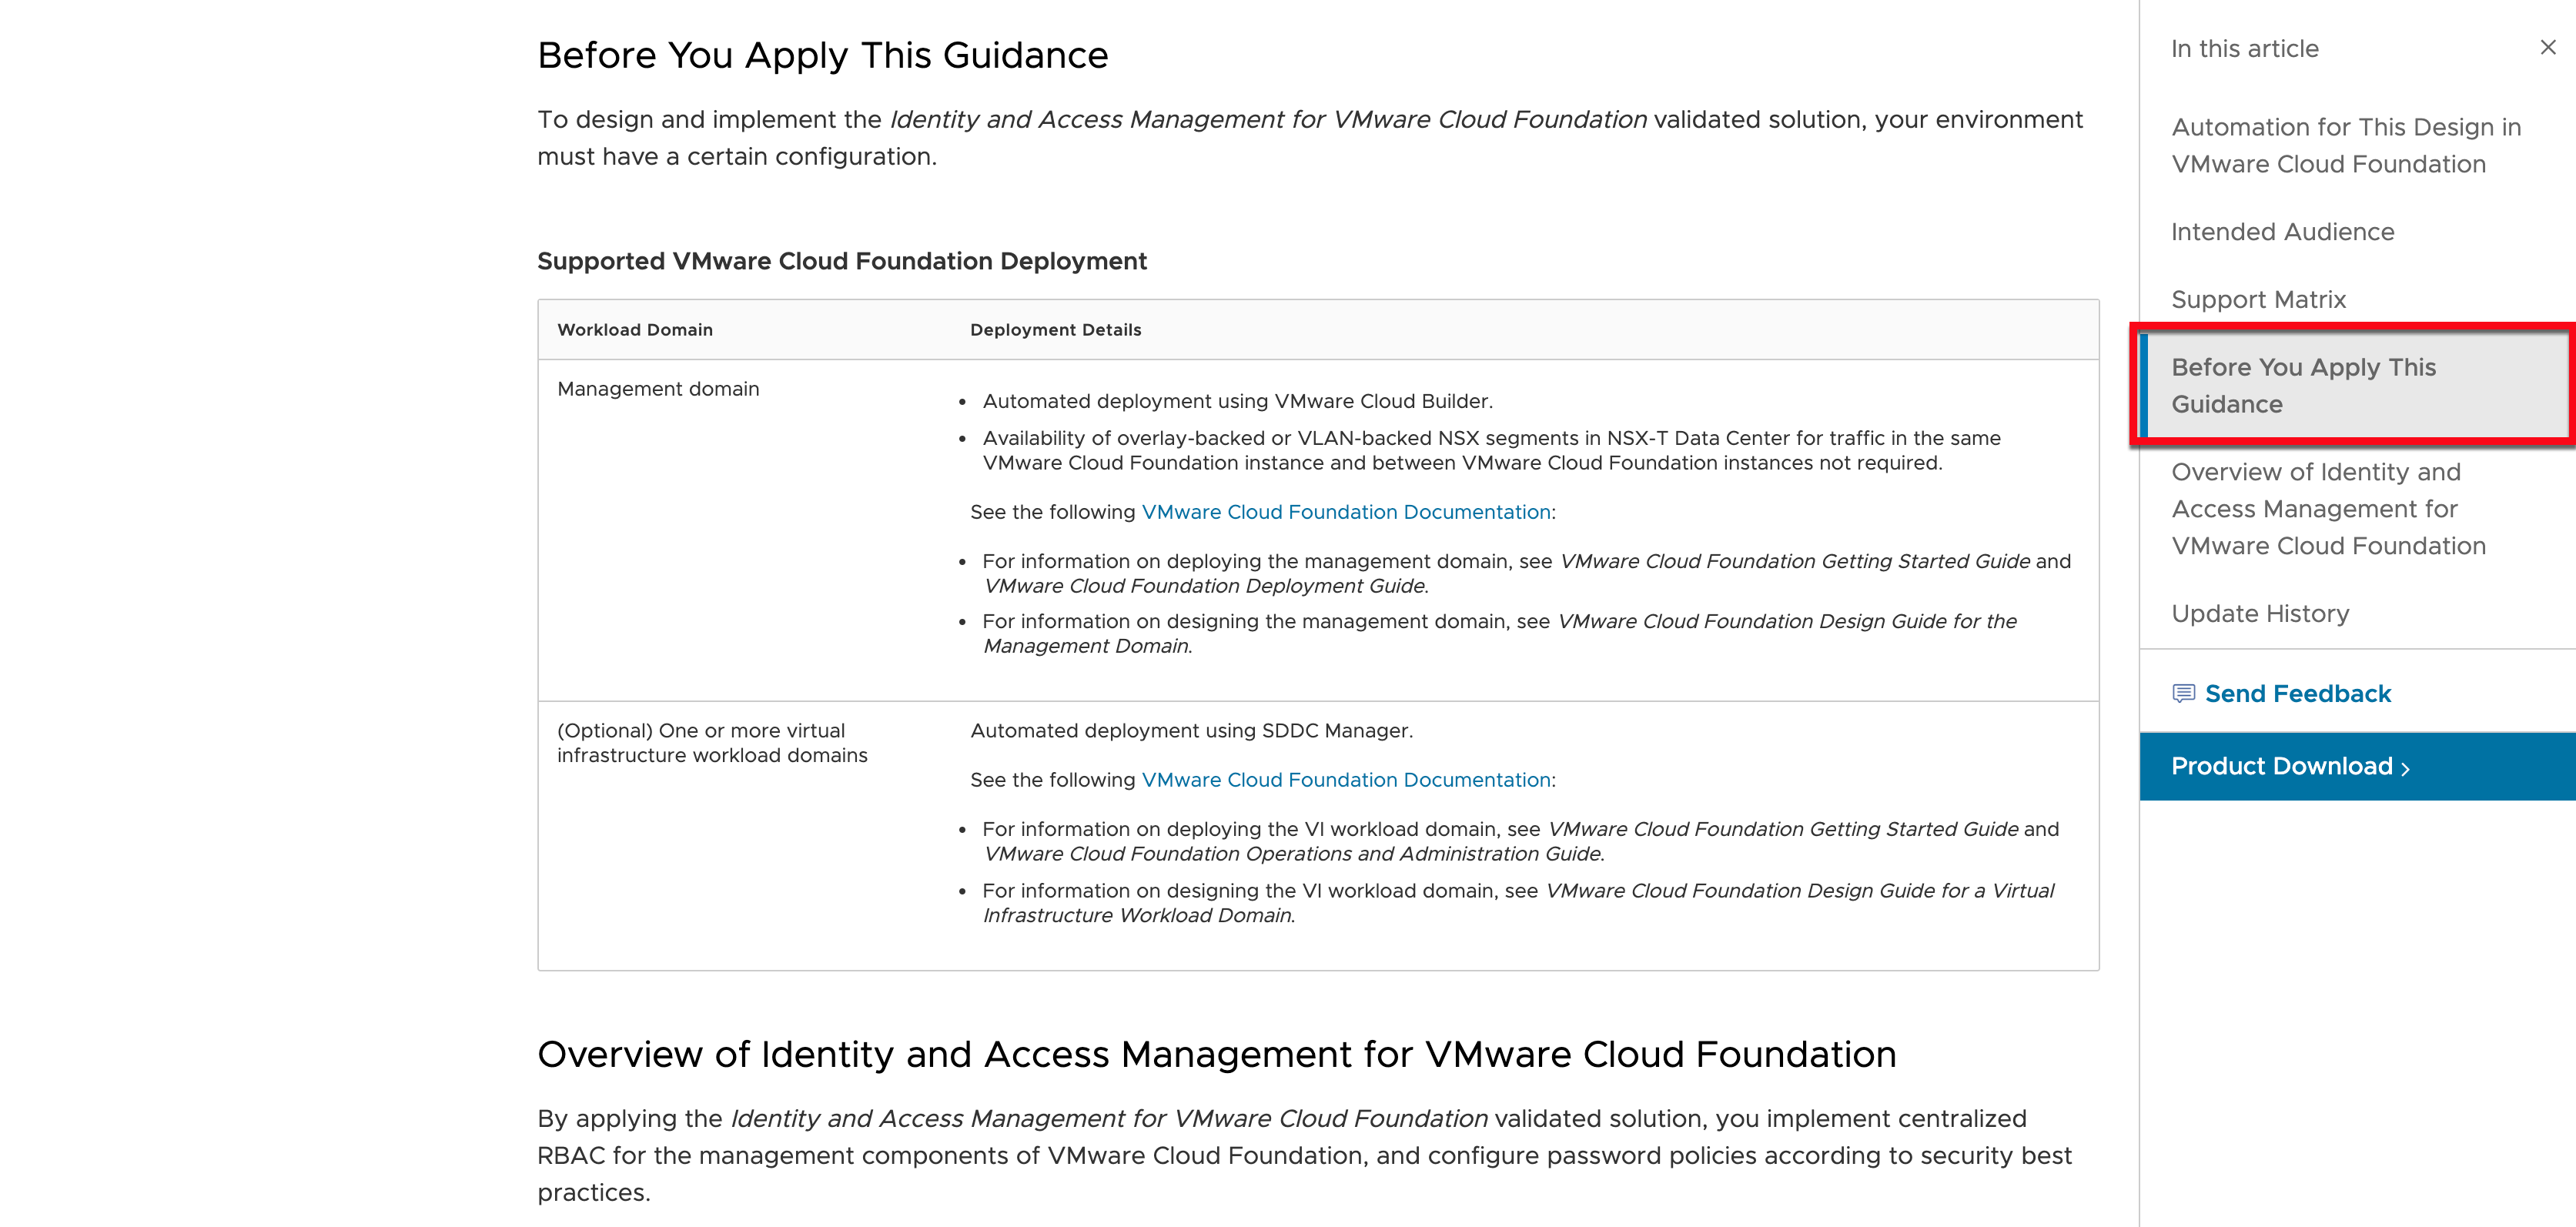 Before You Apply This Guidance
To design and implement the Identity and Access Management for VMware Cloud Foundation validated solution, your environment
must have a certain configuration.
Supported VMware Cloud Foundation Deployment
Workload Domain
Deployment Details
Management domain
• Automated deployment using VMware Cloud Builder.
• Availability of overlay-backed or VLAN-backed NSX segments in NSX-T Data Center for traffic in the same
VMware Cloud Foundation instance and between VMware Cloud Foundation instances not required.
See the following VMware Cloud Foundation Documentation:
• For information on deploying the management domain, see VMware Cloud Foundation Getting Started Guide and
VMware Cloud Foundation Deployment Guide.
• For information on designing the management domain, see VMware Cloud Foundation Design Guide for the
Management Domain.
(Optional) One or more virtual
infrastructure workload domains
Automated deployment using SDDC Manager.
See the following VMware Cloud Foundation Documentation:
• For information on deploying the VI workload domain, see VMware Cloud Foundation Getting Started Guide and
VMware Cloud Foundation Operations and Administration Guide.
• For information on designing the VI workload domain, see VMware Cloud Foundation Design Guide for a Virtual
Infrastructure Workload Domain.
Overview of Identity and Access Management for VMware Cloud Foundation
By applying the Identity and Access Management for VMware Cloud Foundation validated solution, you implement centralized
RBAC for the management components of VMware Cloud Foundation, and configure password policies according to security best
practices.
In this article
Automation for This Design in
VMware Cloud Foundation
Intended Audience
Support Matrix
Before You Apply This
Guidance
Overview of Identity and
Access Management for
VMware Cloud Foundation
Update History
Send Feedback
Product Download ›